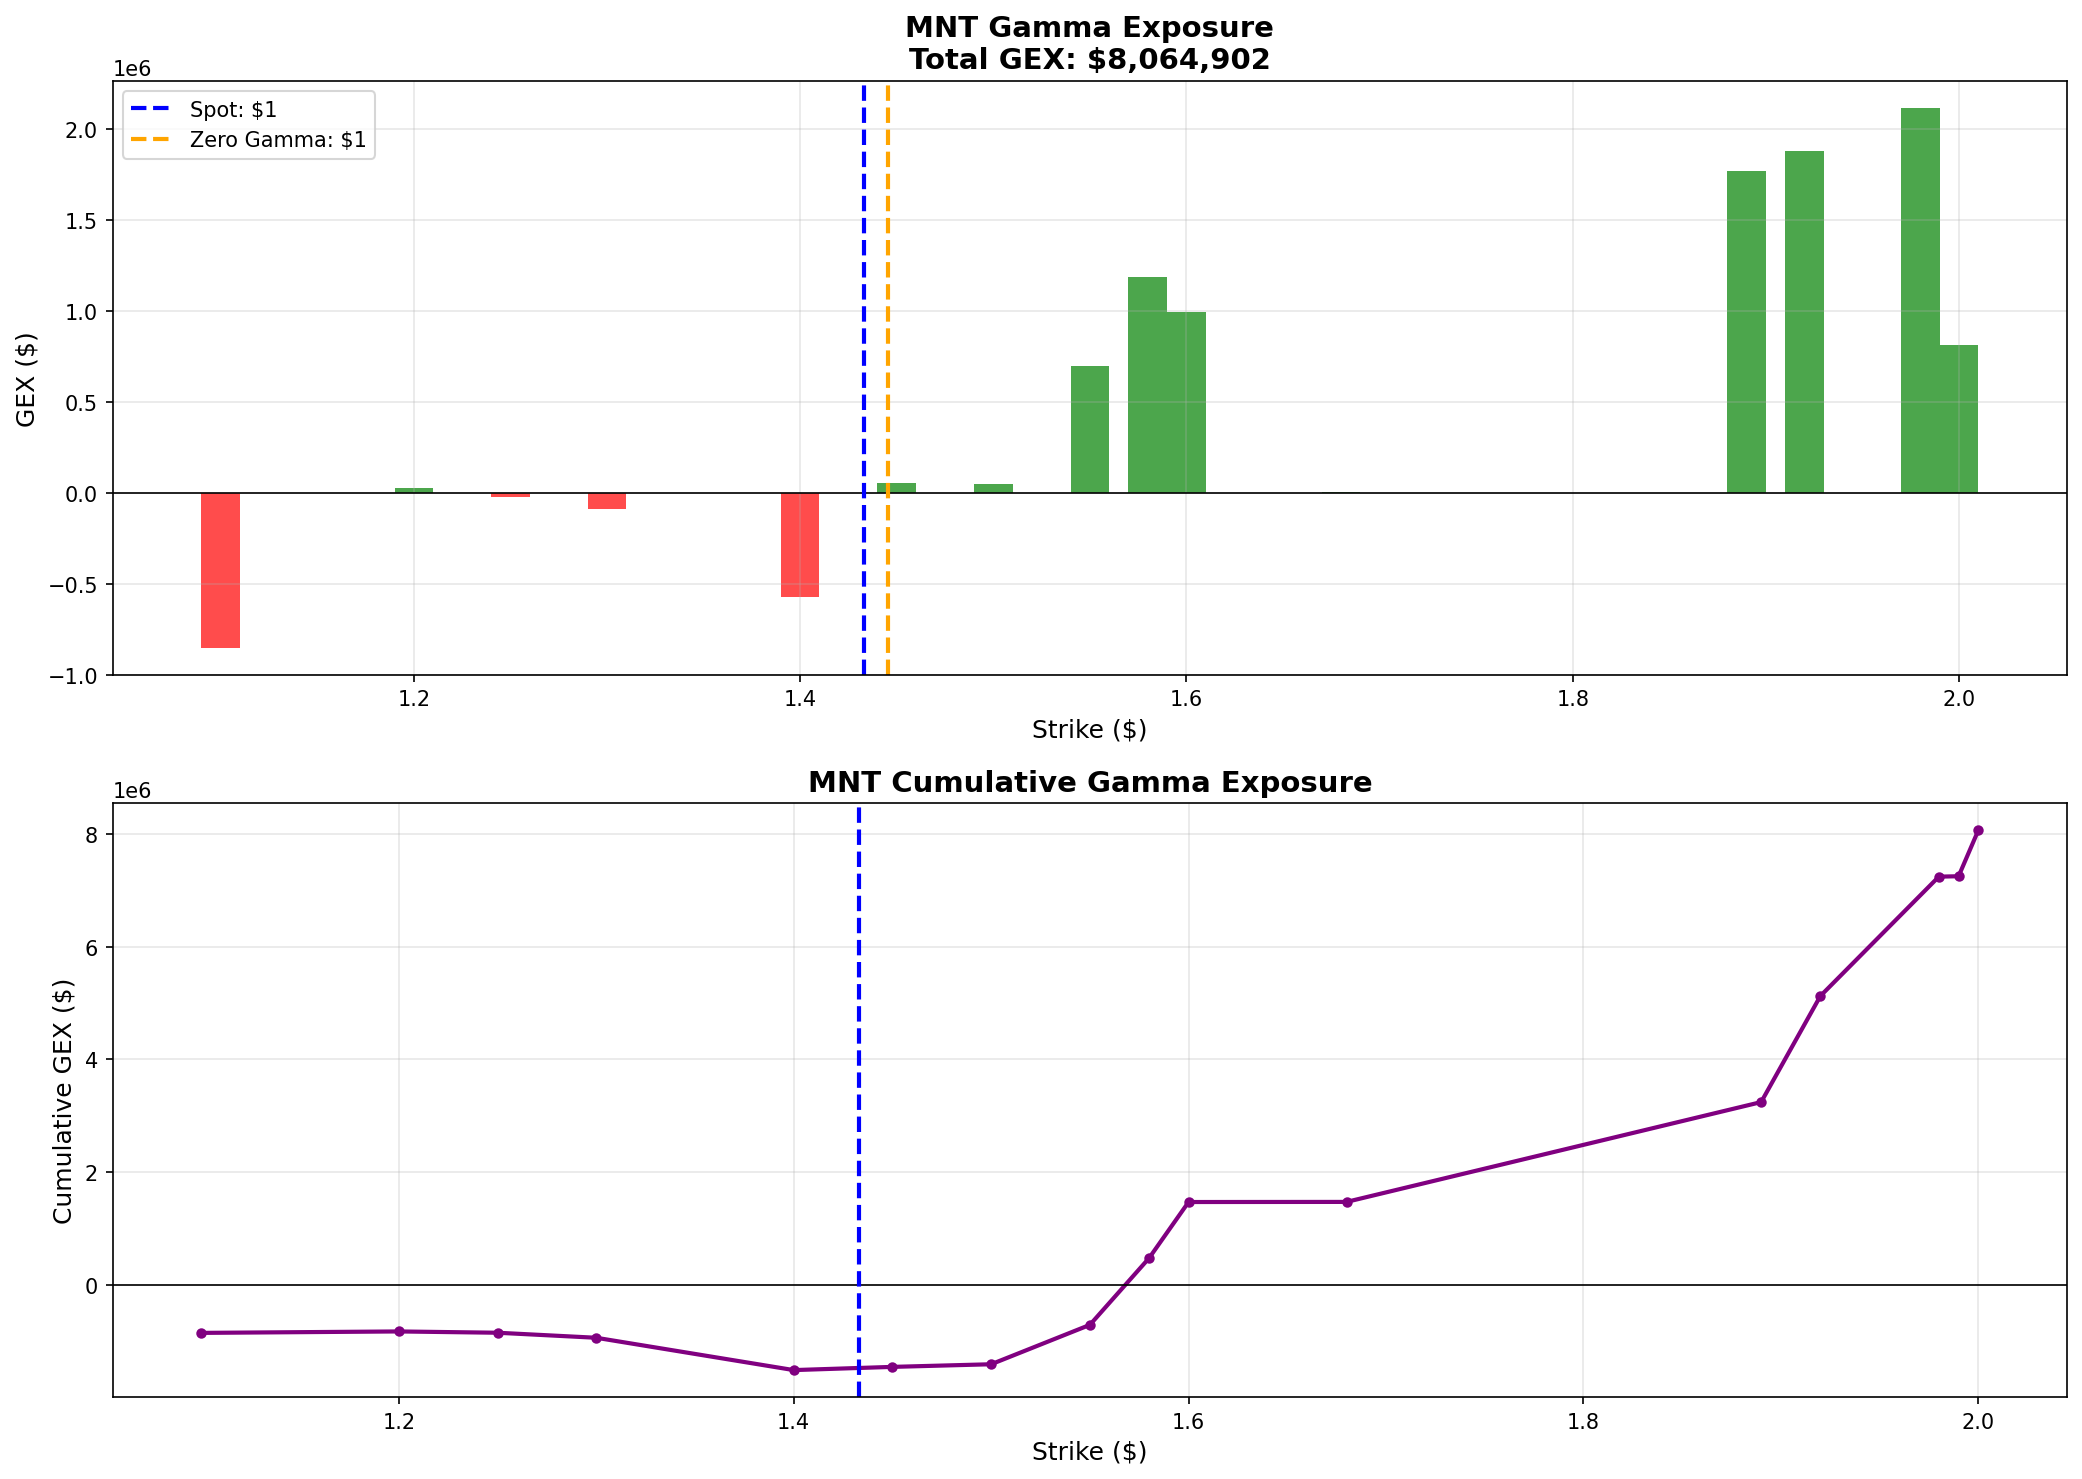 MNT Gamma Exposure
Total GEX: $8,064,902
1e6
Spot: $1
Zero Gamma: $1
2.0
1.5
1.0
0.5
0.0
−0.5
−1.0
GEX ($)
1.2 1.4 1.6 1.8 2.0
Strike ($)
MNT Cumulative Gamma Exposure
1e6
8
6
4
2
0
Cumulative GEX ($)
1.2 1.4 1.6 1.8 2.0
Strike ($)